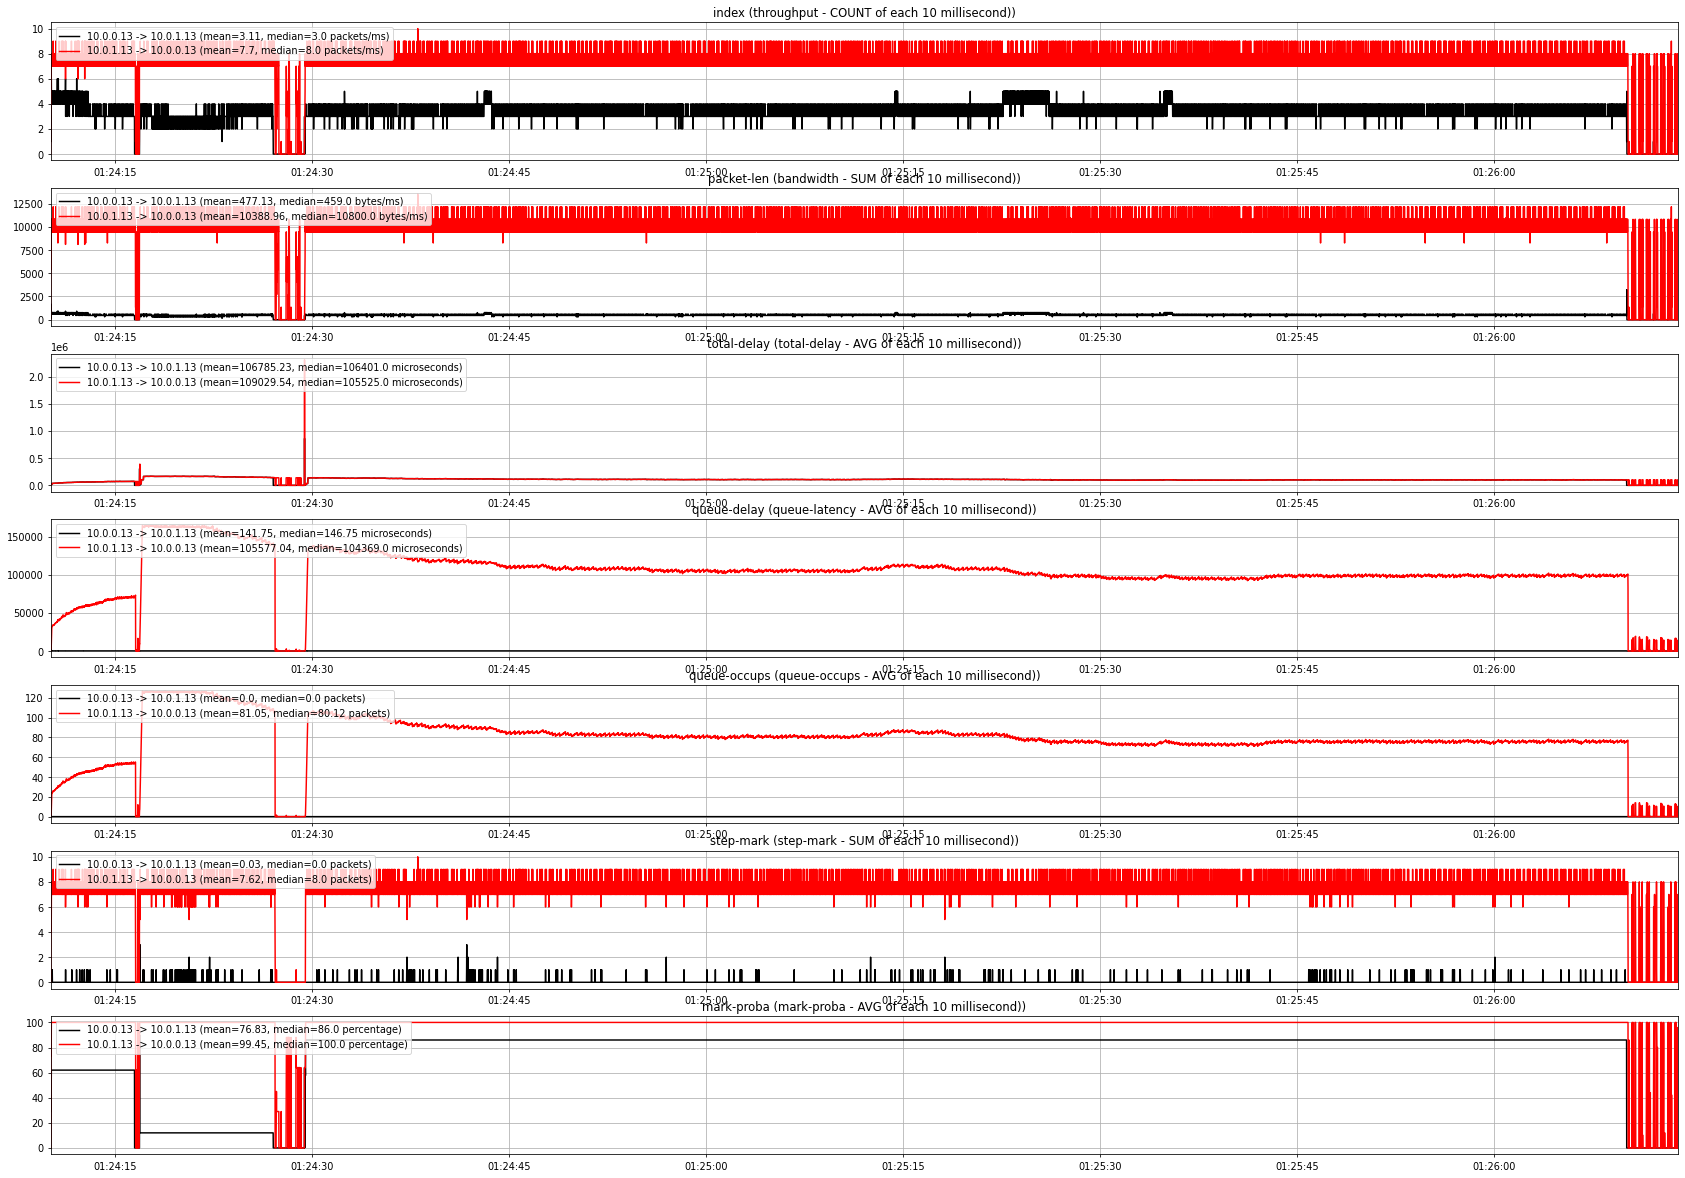 index (throughput - COUNT of each 10 millisecond))
10
8
6
4
2
0
10.0.0.13 -> 10.0.1.13 (mean=3.11, median=3.0 packets/ms)
10.0.1.13 -> 10.0.0.13 (mean=7.7, median=8.0 packets/ms)
01:24:15 01:24:30 01:24:45 01:25:00 01:25:15 01:25:30 01:25:45 01:26:00
packet-len (bandwidth - SUM of each 10 millisecond))
12500
10000
7500
5000
2500
0
10.0.0.13 -> 10.0.1.13 (mean=477.13, median=459.0 bytes/ms)
10.0.1.13 -> 10.0.0.13 (mean=10388.96, median=10800.0 bytes/ms)
01:24:15 01:24:30 01:24:45 01:25:00 01:25:15 01:25:30 01:25:45 01:26:00
total-delay (total-delay - AVG of each 10 millisecond))
1e6
2.0
1.5
1.0
0.5
0.0
10.0.0.13 -> 10.0.1.13 (mean=106785.23, median=106401.0 microseconds)
10.0.1.13 -> 10.0.0.13 (mean=109029.54, median=105525.0 microseconds)
01:24:15 01:24:30 01:24:45 01:25:00 01:25:15 01:25:30 01:25:45 01:26:00
queue-delay (queue-latency - AVG of each 10 millisecond))
150000
100000
50000
0
10.0.0.13 -> 10.0.1.13 (mean=141.75, median=146.75 microseconds)
10.0.1.13 -> 10.0.0.13 (mean=105577.04, median=104369.0 microseconds)
01:24:15 01:24:30 01:24:45 01:25:00 01:25:15 01:25:30 01:25:45 01:26:00
queue-occups (queue-occups - AVG of each 10 millisecond))
120
100
80
60
40
20
0
10.0.0.13 -> 10.0.1.13 (mean=0.0, median=0.0 packets)
10.0.1.13 -> 10.0.0.13 (mean=81.05, median=80.12 packets)
01:24:15 01:24:30 01:24:45 01:25:00 01:25:15 01:25:30 01:25:45 01:26:00
step-mark (step-mark - SUM of each 10 millisecond))
10
8
6
4
2
0
10.0.0.13 -> 10.0.1.13 (mean=0.03, median=0.0 packets)
10.0.1.13 -> 10.0.0.13 (mean=7.62, median=8.0 packets)
01:24:15 01:24:30 01:24:45 01:25:00 01:25:15 01:25:30 01:25:45 01:26:00
mark-proba (mark-proba - AVG of each 10 millisecond))
100
80
60
40
20
0
10.0.0.13 -> 10.0.1.13 (mean=76.83, median=86.0 percentage)
10.0.1.13 -> 10.0.0.13 (mean=99.45, median=100.0 percentage)
01:24:15 01:24:30 01:24:45 01:25:00 01:25:15 01:25:30 01:25:45 01:26:00